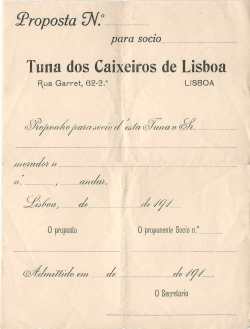 Proposta N.º
para socio
Tuna dos Caixeiros de Lisboa
Rua Garret, 62-2.º LISBOA
Proponho para socio d'esta Tuna o Sr.
morador n
n.º , andar,
Lisboa, de de 191
O proposto O proponente Socio n.º
Admittido em de de 191
O Secretario